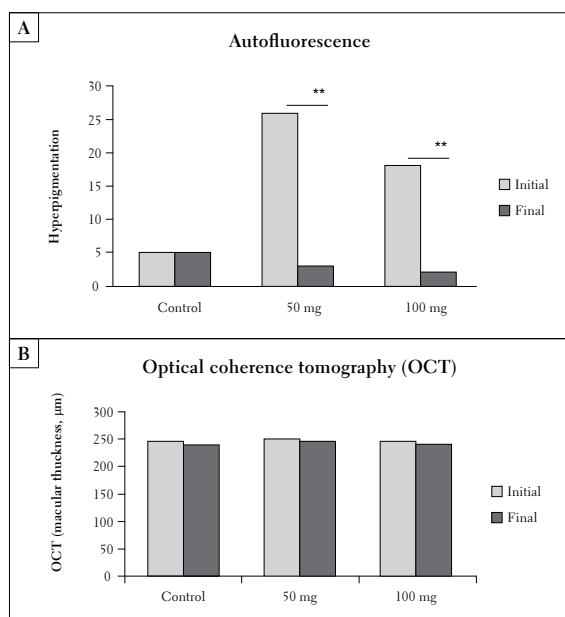 A
Autofluorescence
Hyperpigmentation
30
25
20
15
10
5
0
**
**
Initial
Final
Control
50 mg
100 mg
B
Optical coherence tomography (OCT)
OCT (macular thuckness, µm)
300
250
200
150
100
50
0
Initial
Final
Control
50 mg
100 mg